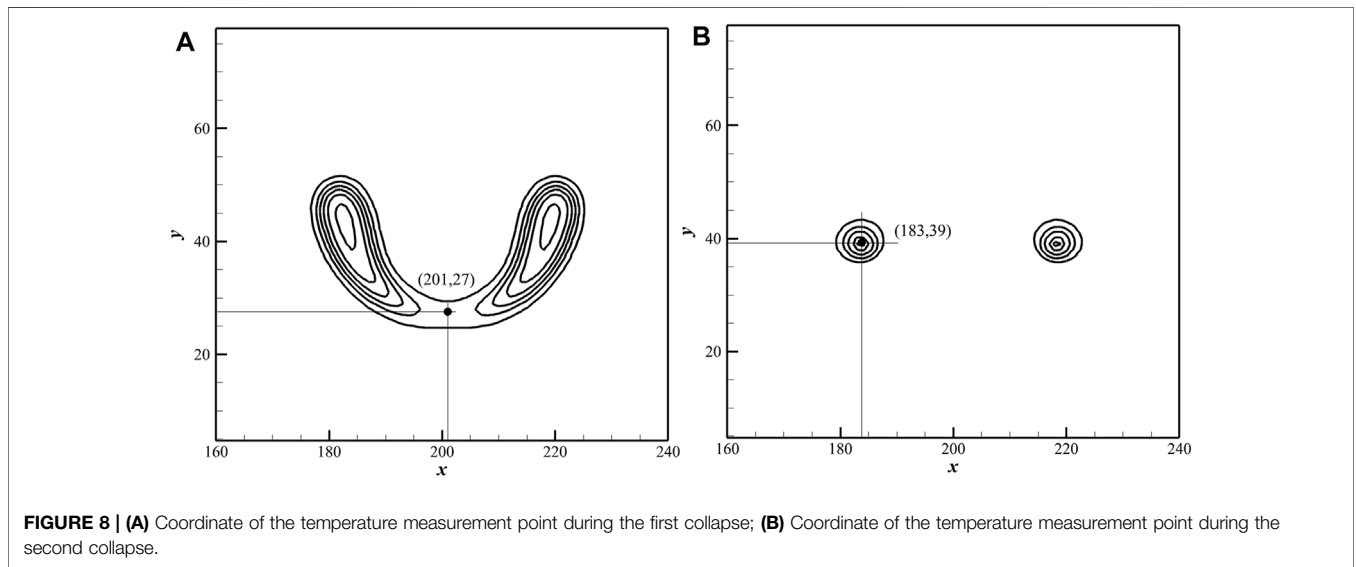 A
60
40
20
y
(201,27)
160 180 200 220 240
x
B
60
40
20
y
(183,39)
160 180 200 220 240
x
FIGURE 8 | (A) Coordinate of the temperature measurement point during the first collapse; (B) Coordinate of the temperature measurement point during the
second collapse.